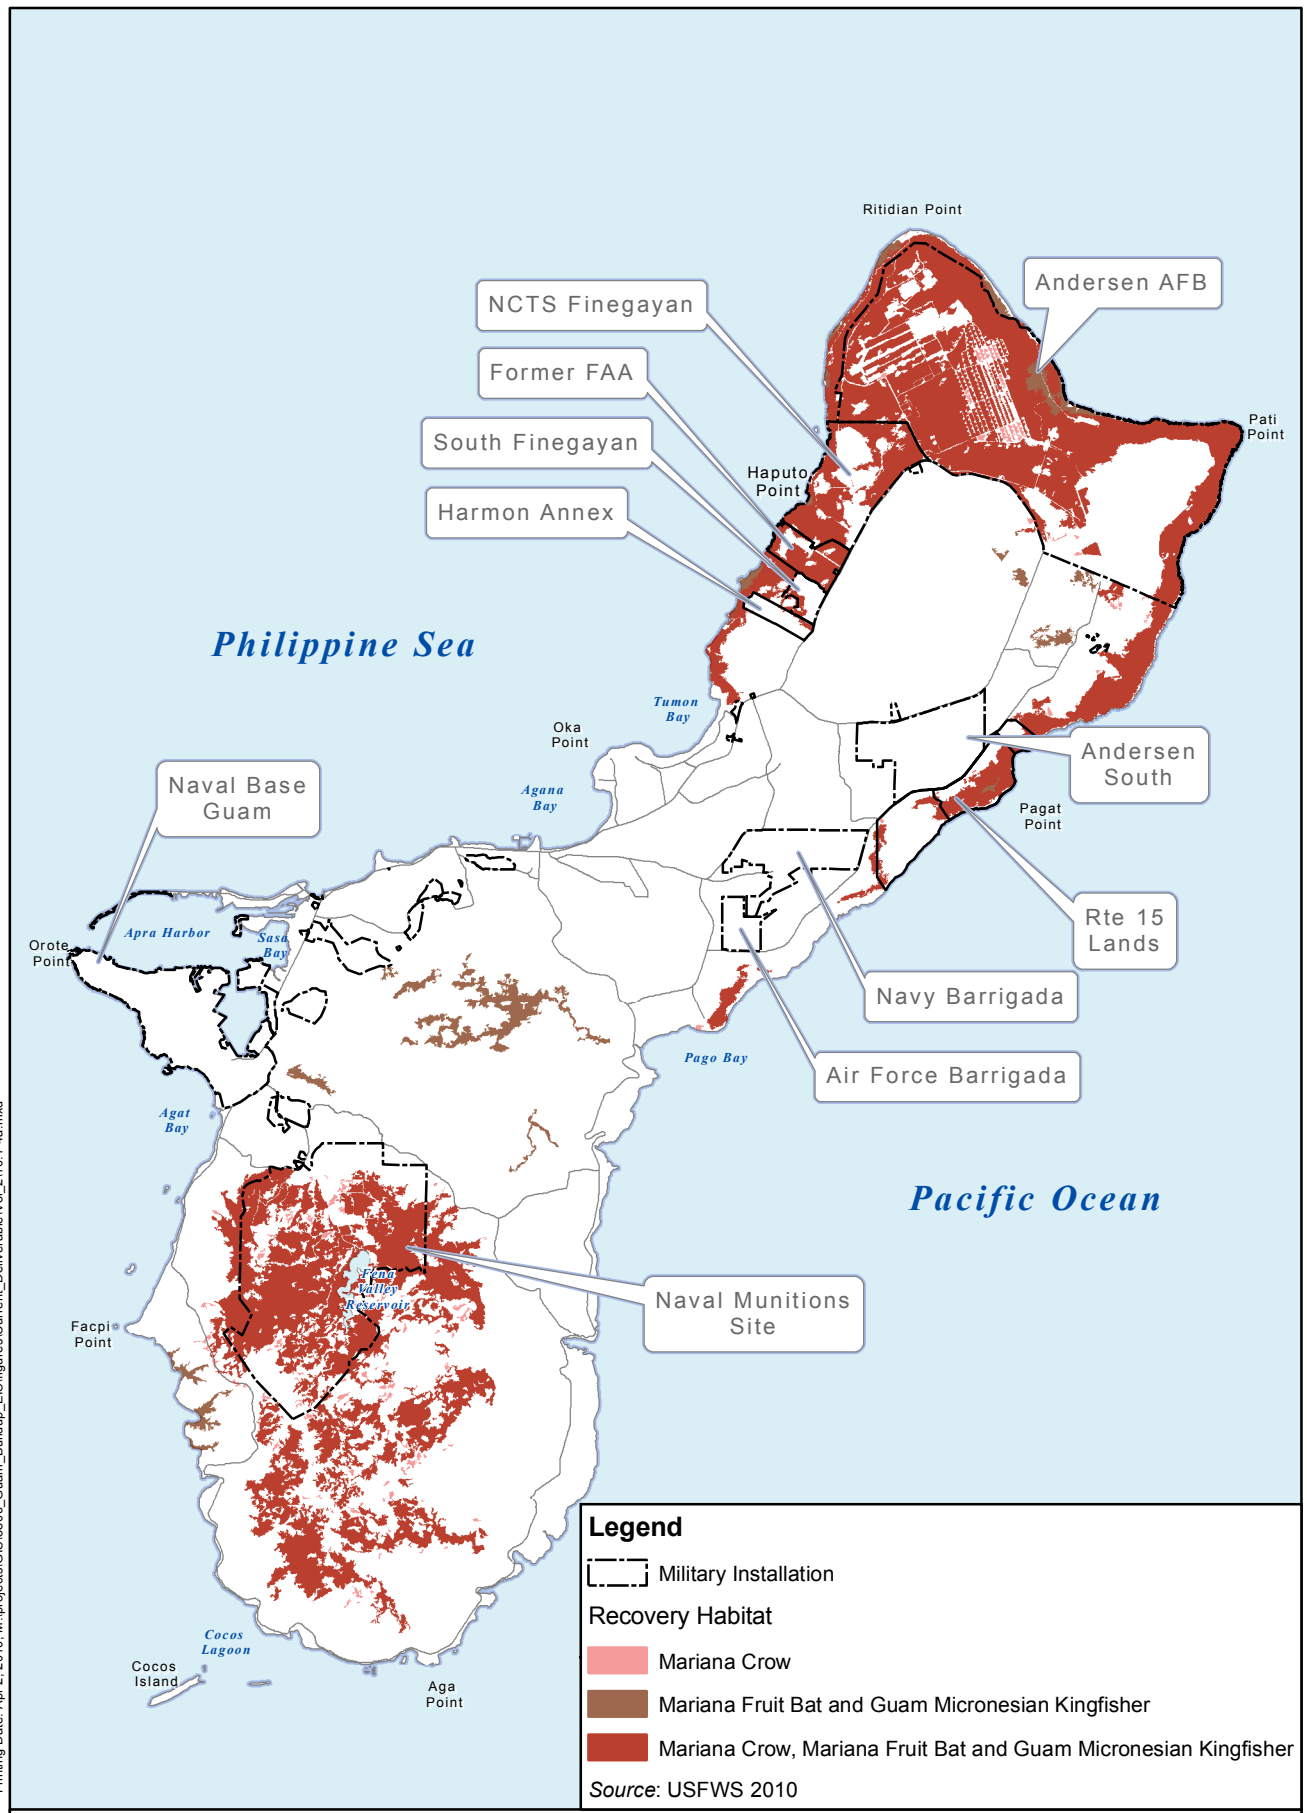 Ritidian Point
Andersen AFB
NCTS Finegayan
Former FAA
South Finegayan
Harmon Annex
Haputo
Point
Pati
Point
Philippine Sea
Tumon
Bay
Oka
Point
Andersen
South
Naval Base
Guam
Agana
Bay
Pagat
Point
Rte 15
Lands
Apra Harbor
Sasa
Bay
Orote
Point
Navy Barrigada
Pago Bay
Air Force Barrigada
Agat
Bay
Pacific Ocean
Fena
Valley
Reservoir
Naval Munitions
Site
Facpi
Point
Cocos
Lagoon
Cocos
Island
Aga
Point
Legend
Military Installation
Recovery Habitat
Mariana Crow
Mariana Fruit Bat and Guam Micronesian Kingfisher
Mariana Crow, Mariana Fruit Bat and Guam Micronesian Kingfisher
Source: USFWS 2010